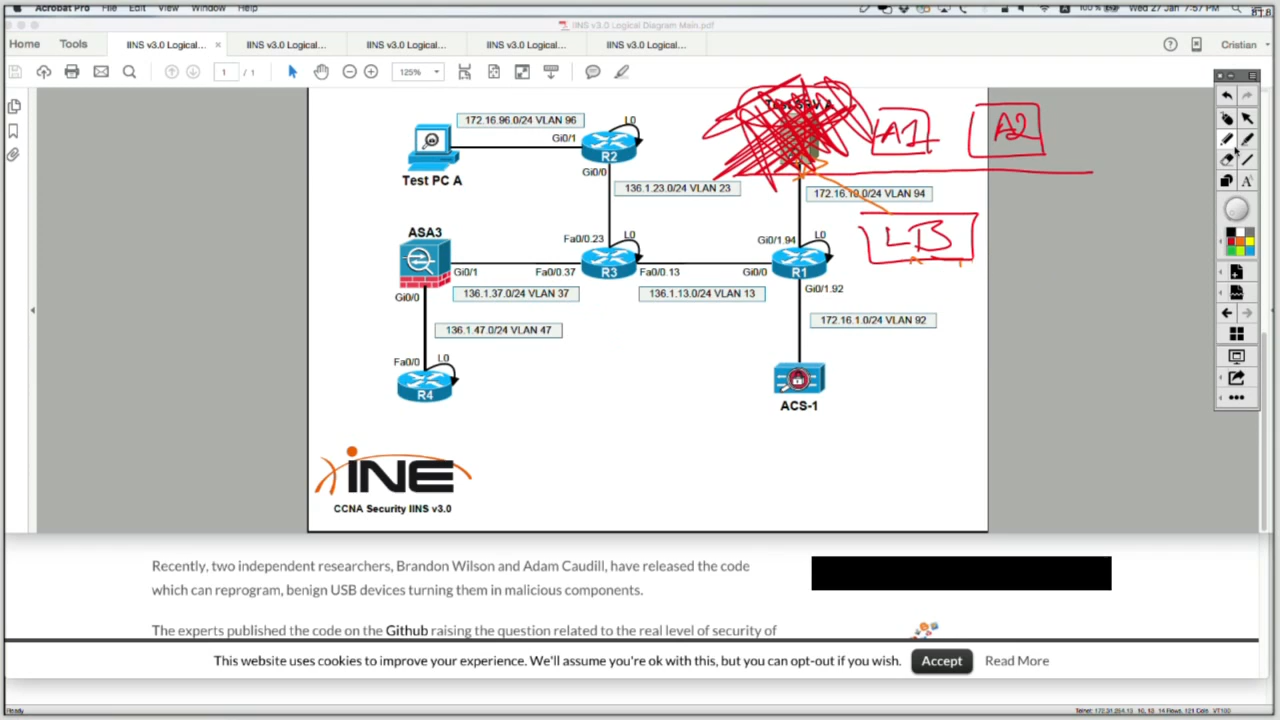 Acrobat Pro File Edit View Window Help 100% Wed 27 Jan 7:57 PM
IINS v3.0 Logical Diagram Main.pdf
Home Tools IINS v3.0 Logical... × IINS v3.0 Logical... IINS v3.0 Logical... IINS v3.0 Logical... IINS v3.0 Logical... Cristian
1 / 1 125%
A1 A2
172.16.96.0/24 VLAN 96 L0
Gi0/1
R2
Test PC A
Gi0/0
136.1.23.0/24 VLAN 23
VLAN 94
LB
ASA3
Fa0/0.23 L0
Gi1/1.94 L0
Gi0/1 Fa0/0.37 R3 Fa0/0.13 Gi0/0 R1
Gi0/0 136.1.37.0/24 VLAN 37 136.1.13.0/24 VLAN 13 Gi0/1.92
136.1.47.0/24 VLAN 47 172.16.1.0/24 VLAN 92
Fa0/0 L0
R4
ACS-1
INE
CCNA Security IINS v3.0
Recently, two independent researchers, Brandon Wilson and Adam Caudill, have released the code
which can reprogram, benign USB devices turning them in malicious components.
The experts published the code on the Github raising the question related to the real level of security of
This website uses cookies to improve your experience. We'll assume you're ok with this, but you can opt-out if you wish. Accept Read More
Ready